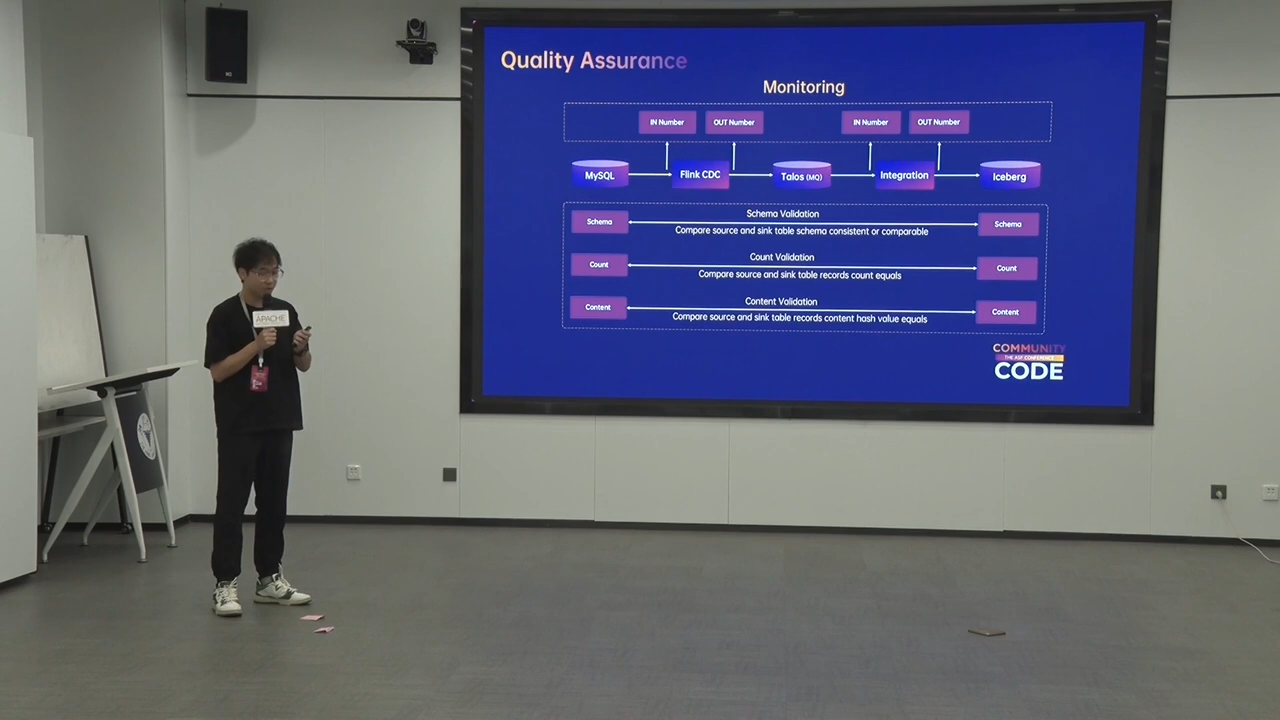 Quality Assurance
Monitoring
IN Number
OUT Number
IN Number
OUT Number
MySQL
Flink CDC
Talos (MQ)
Integration
Iceberg
Schema
Schema Validation
Compare source and sink table schema consistent or comparable
Schema
Count
Count Validation
Compare source and sink table records count equals
Count
Content
Content Validation
Compare source and sink table records content hash value equals
Content
COMMUNITY
THE ASF CONFERENCE
CODE
APACHE